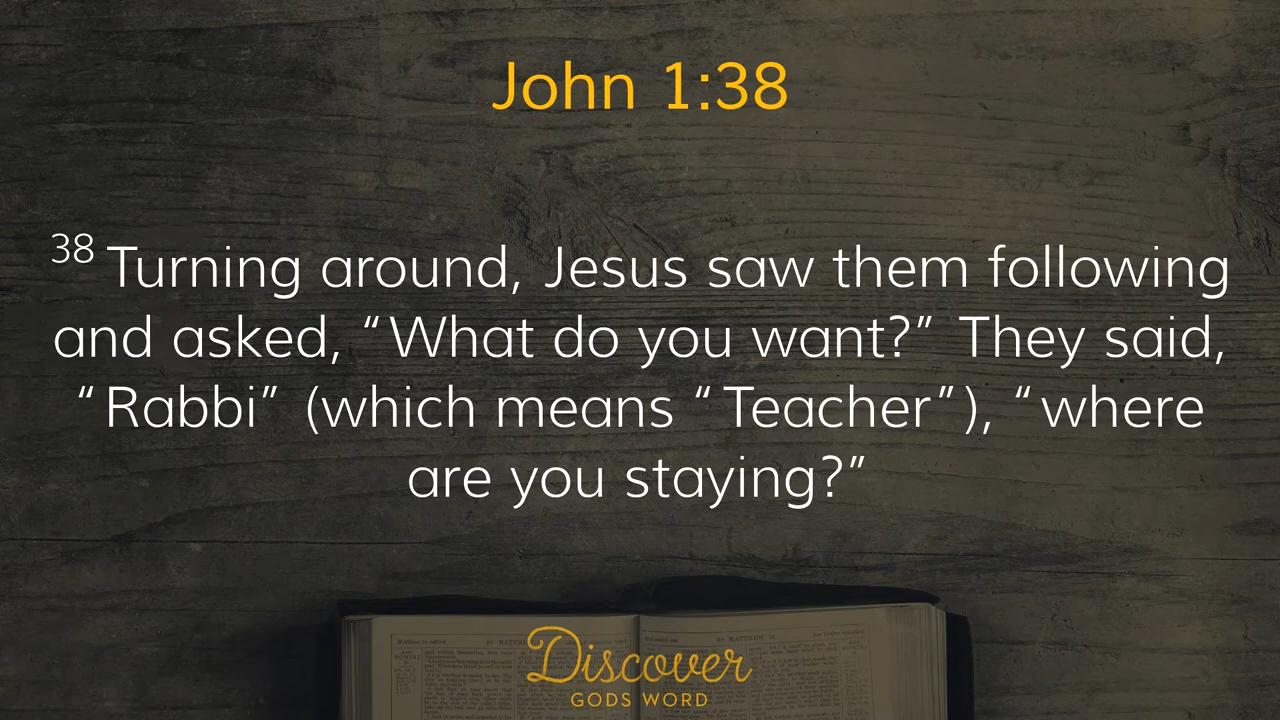 John 1:38
38 Turning around, Jesus saw them following
and asked, “What do you want?” They said,
“Rabbi” (which means “Teacher”), “where
are you staying?”
Discover
GODS WORD